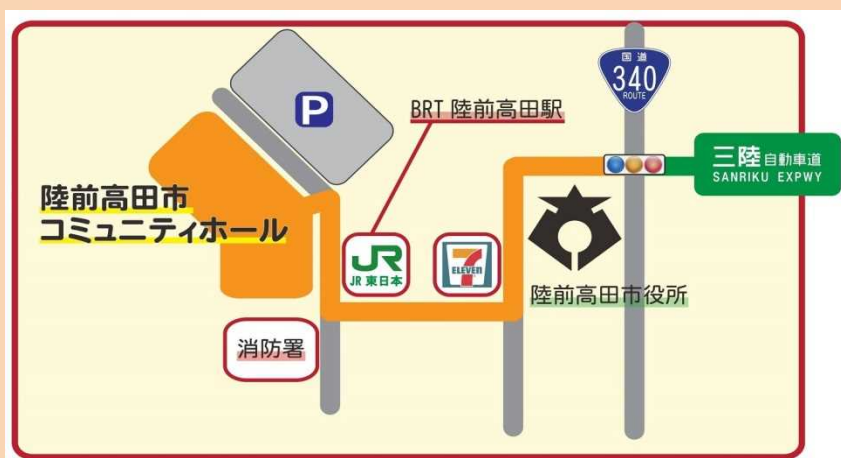 国道
340
ROUTE
P
BRT 陸前高田駅
三陸自動車道
SANRIKU EXPWY
陸前高田市
コミュニティホール
JR
JR 東日本
7
ELEVEN
陸前高田市役所
消防署